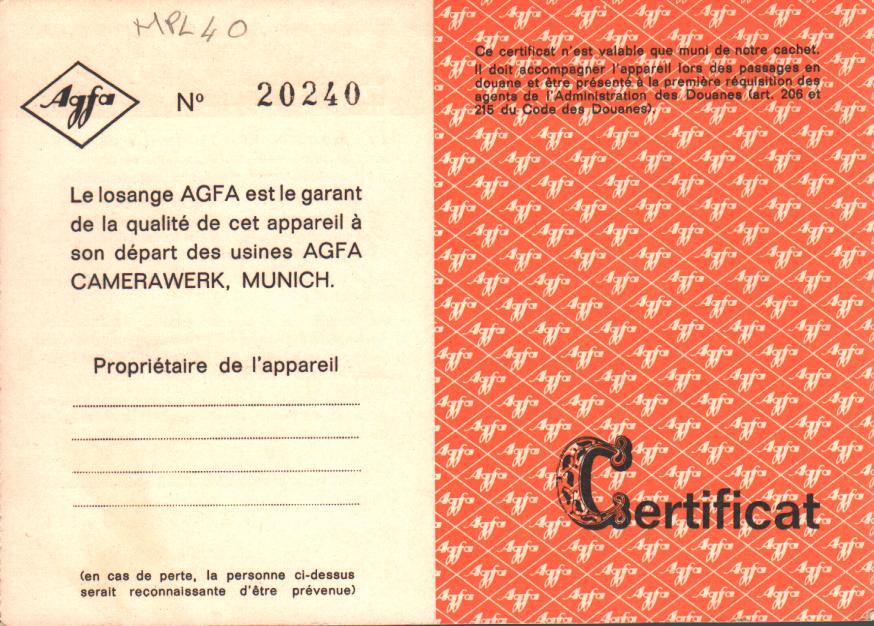 MPL 40
Agfa
Nº 20240
Le losange AGFA est le garant
de la qualité de cet appareil à
son départ des usines AGFA
CAMERAWERK, MUNICH.
Propriétaire de l'appareil
(en cas de perte, la personne ci-dessus
serait reconnaissante d'être prévenue)
Ce certificat n'est valable que muni de notre cachet.
Il doit accompagner l'appareil lors des passages en
douane et être présenté à la première réquisition des
agents de l'Administration des Douanes (art. 206 et
215 du Code des Douanes).
Certificat